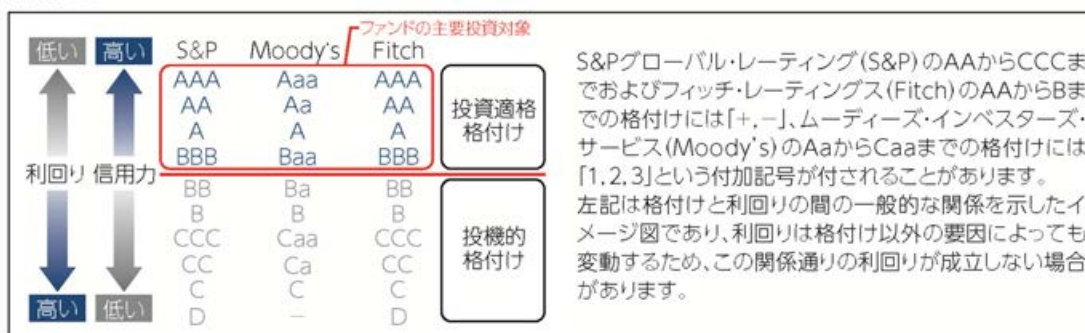 ファンドの主要投資対象
低い 高い S&P Moody's Fitch
AAA Aaa AAA
AA Aa AA
A A A
BBB Baa BBB
投資適格
格付け
利回り 信用力
BB Ba BB
B B B
CCC Caa CCC
CC Ca CC
C C C
D － D
投機的
格付け
高い 低い
S&Pグローバル・レーティング(S&P)のAAからCCCま
でおよびフィッチ・レーティングス(Fitch)のAAからBま
での格付けには「+,－」、ムーディーズ・インベスターズ・
サービス(Moody's)のAaからCaaまでの格付けには
「1,2,3」という付加記号が付されることがあります。
左記は格付けと利回りの間の一般的な関係を示したイ
メージ図であり、利回りは格付け以外の要因によっても
変動するため、この関係通りの利回りが成立しない場合
があります。